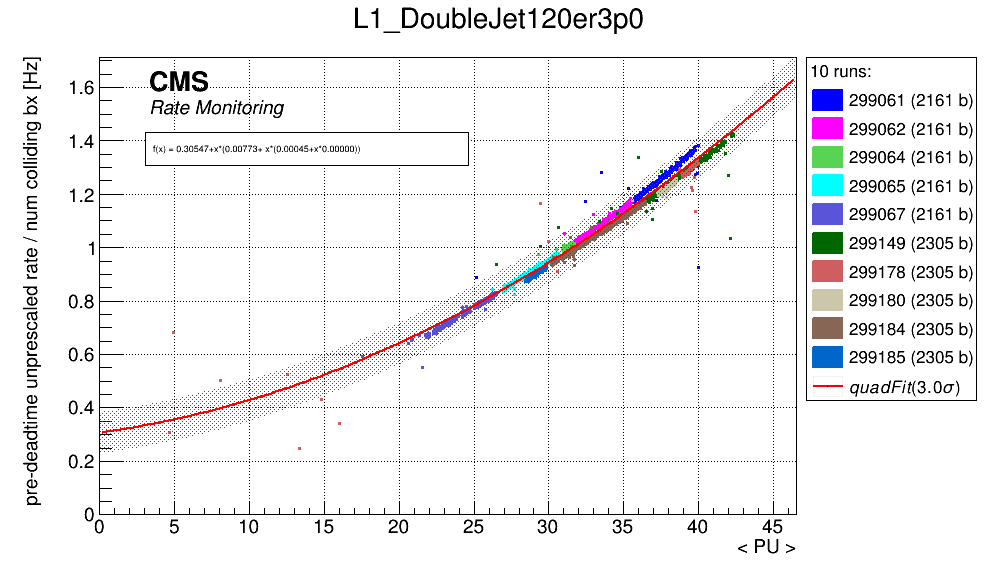 L1_DoubleJet120er3p0
pre-deadtime unprescaled rate / num colliding bx [Hz]
CMS
Rate Monitoring
f(x) = 0.30547+x*(0.00773+ x*(0.00045+x*0.00000))
1.6
1.4
1.2
1
0.8
0.6
0.4
0.2
0
0 5 10 15 20 25 30 35 40 45
< PU >
10 runs:
299061 (2161 b)
299062 (2161 b)
299064 (2161 b)
299065 (2161 b)
299067 (2161 b)
299149 (2305 b)
299178 (2305 b)
299180 (2305 b)
299184 (2305 b)
299185 (2305 b)
quadFit(3.0σ)